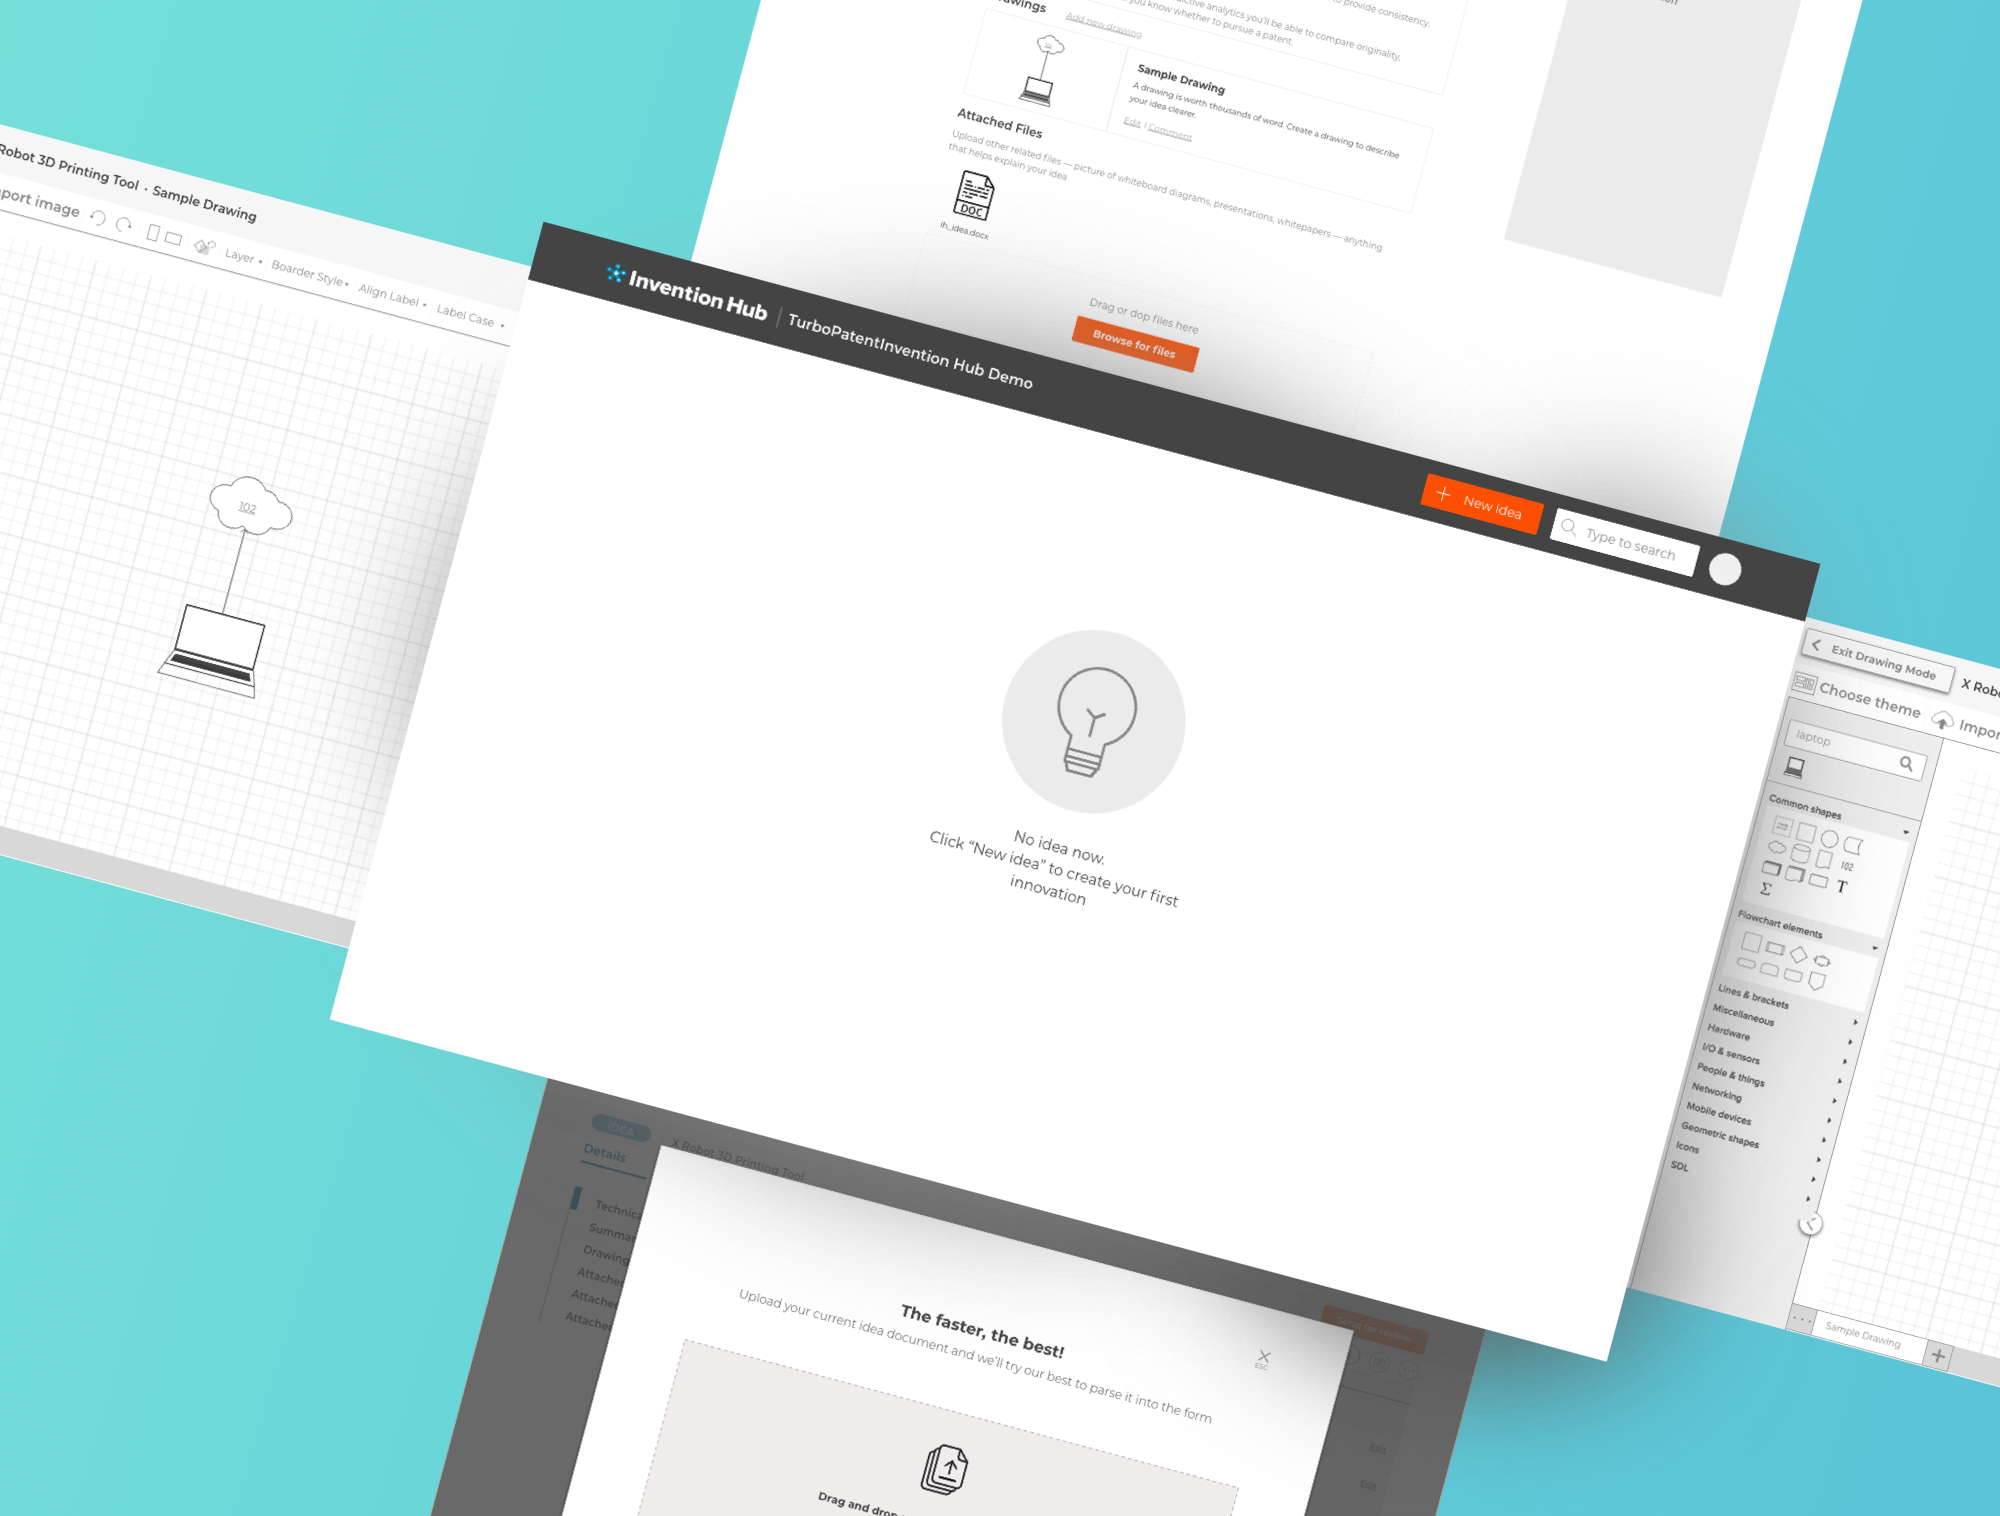 to provide consistency.
analytics you'll be able to compare originality,
you know whether to pursue a patent.
Add new drawing
Sample Drawing
A drawing is worth thousands of word. Create a drawing to describe
your idea clearer.
Edit | Comment
Attached Files
Upload other related files — picture of whiteboard diagrams, presentations, whitepapers — anything
that helps explain your idea
DOC
ih_idea.docx
Drag or dop files here
Browse for files
Robot 3D Printing Tool · Sample Drawing
port image
Layer
Boarder Style
Align Label
Label Case
102
Invention Hub
TurboPatentInvention Hub Demo
+ New idea
Type to search
No idea now.
Click “New idea” to create your first
innovation
Exit Drawing Mode
X Robo
Choose theme
Impor
laptop
Common shapes
102
T
Σ
Flowchart elements
Lines & brackets
Miscellaneous
Hardware
I/O & sensors
People & things
Networking
Mobile devices
Geometric shapes
Icons
SDL
Sample Drawing
+
IDEA
X Robot 3D Printing Tool
Details
Technica
Summar
Drawing
Attache
Attache
Attache
Send for review
The faster, the best!
Upload your current idea document and we'll try our best to parse it into the form
ESC
Edit
Edit
Drag and drop